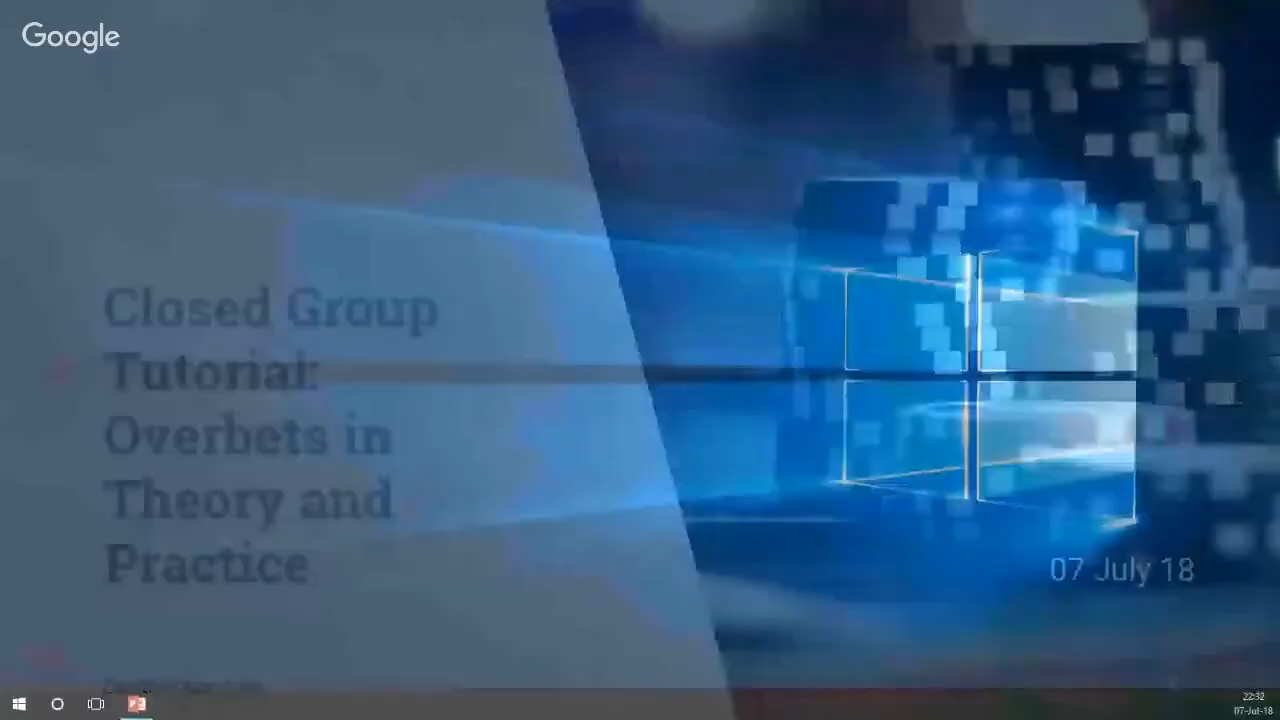 Google
Closed Group
Tutorial:
Overbets in
Theory and
Practice
07 July 18
22:32
07-Jul-18